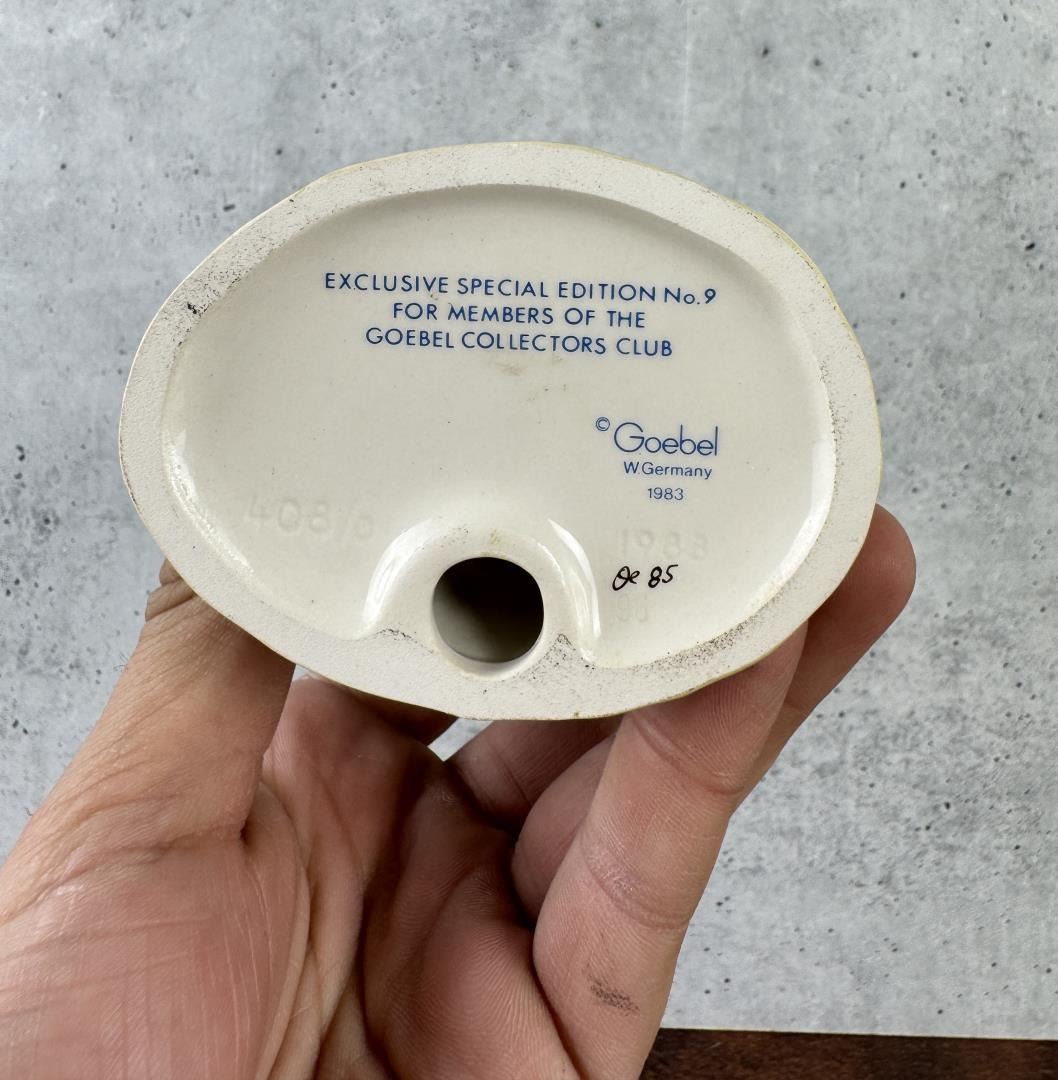 EXCLUSIVE SPECIAL EDITION No.9
FOR MEMBERS OF THE
GOEBEL COLLECTORS CLUB
© Goebel
W.Germany
1983
408/0
1983
85